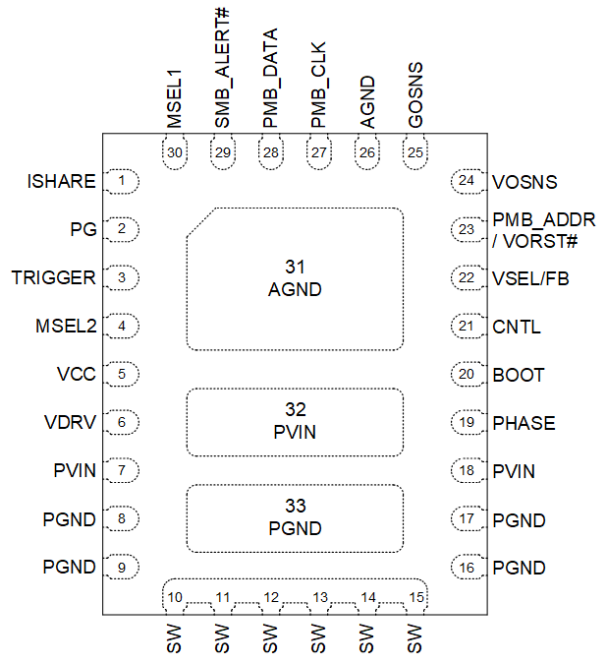 MSEL1
SMB_ALERT#
PMB_DATA
PMB_CLK
AGND
GOSNS
30
29
28
27
26
25
ISHARE 1
PG 2
TRIGGER 3
MSEL2 4
VCC 5
VDRV 6
PVIN 7
PGND 8
PGND 9
31
AGND
32
PVIN
33
PGND
24 VOSNS
23 PMB_ADDR
/ VORST#
22 VSEL/FB
21 CNTL
20 BOOT
19 PHASE
18 PVIN
17 PGND
16 PGND
10
11
12
13
14
15
SW
SW
SW
SW
SW
SW